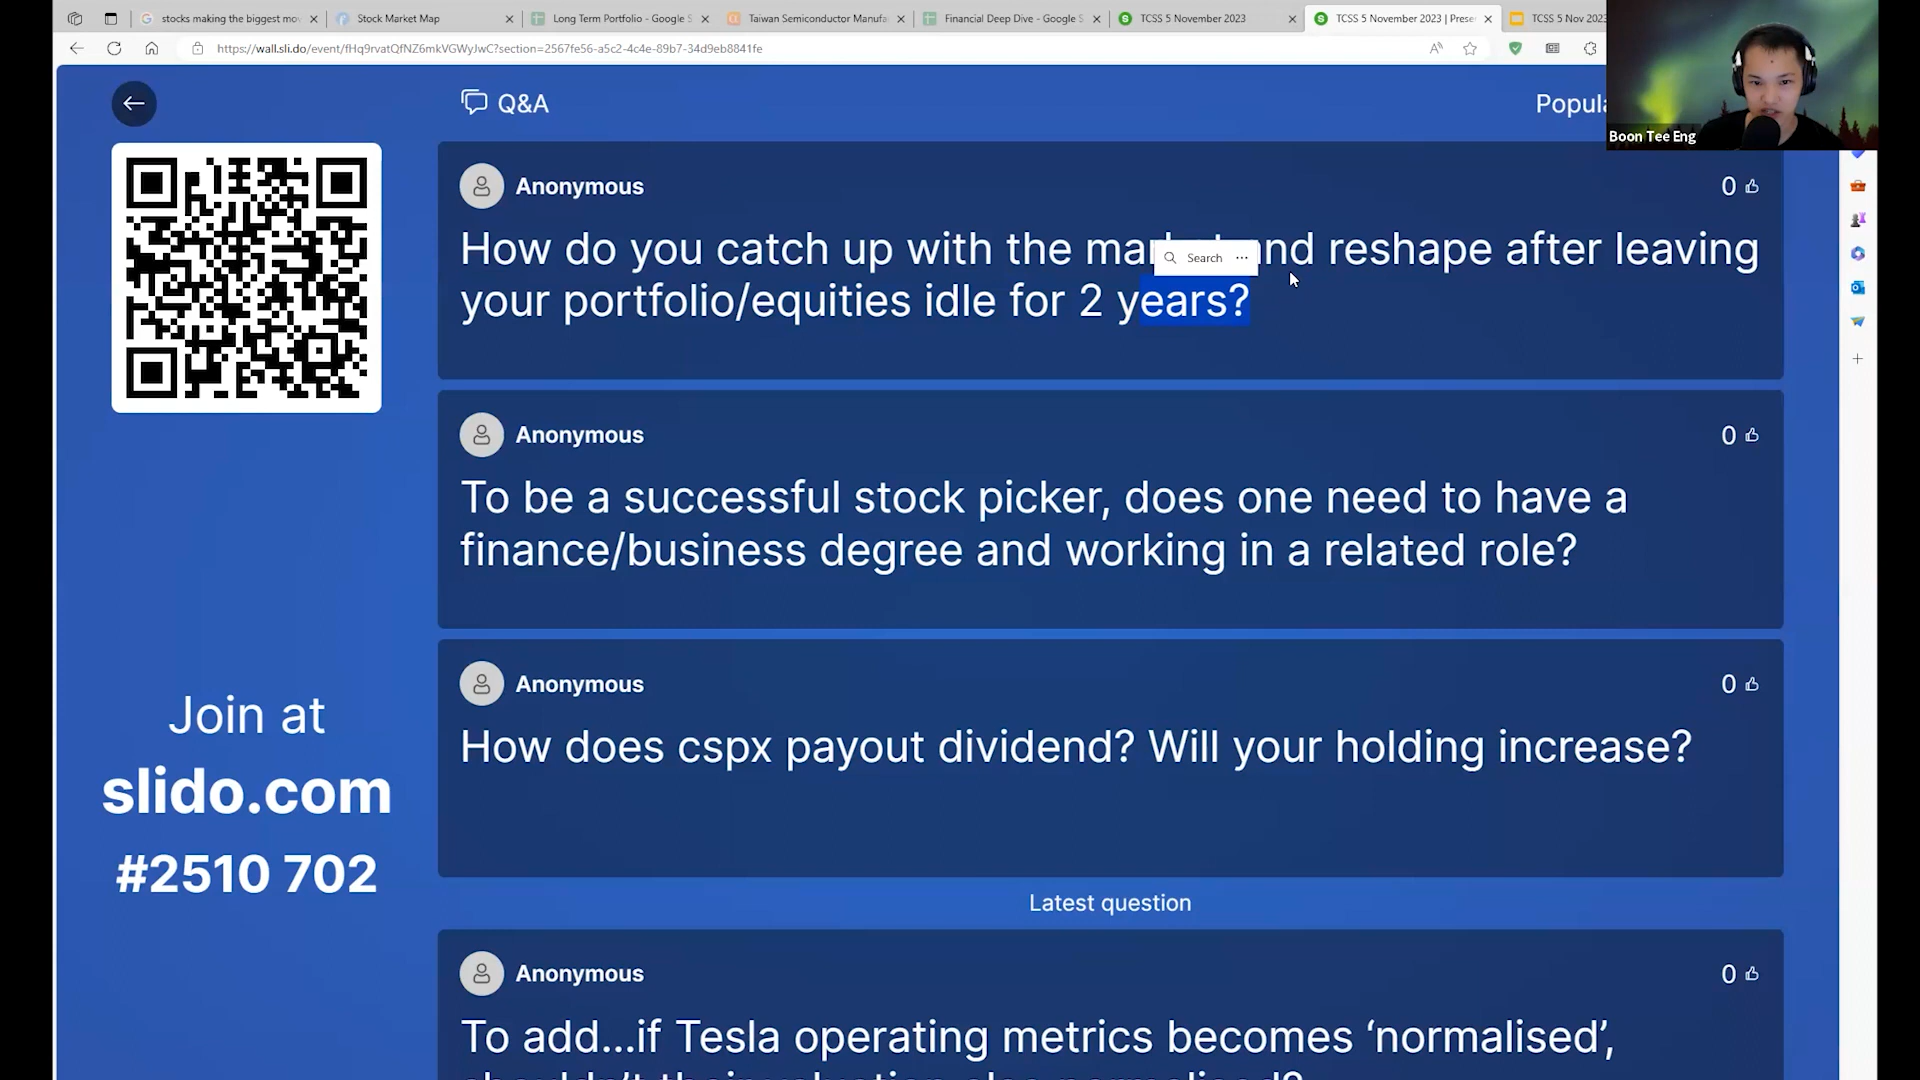 stocks making the biggest mov
Stock Market Map
Long Term Portfolio - Google S
Taiwan Semiconductor Manufa
Financial Deep Dive - Google S
TCSS 5 November 2023
TCSS 5 November 2023 | Prese
TCSS 5 Nov 2023
https://wall.sli.do/event/fHq9rvatQfNZ6mkVGWyJwC?section=2567fe56-a5c2-4c4e-89b7-34d9eb8841fe
Q&A
Popula
Boon Tee Eng
Anonymous
0
How do you catch up with the and reshape after leaving
your portfolio/equities idle for 2 years?
Search
Anonymous
0
To be a successful stock picker, does one need to have a
finance/business degree and working in a related role?
Anonymous
0
How does cspx payout dividend? Will your holding increase?
Join at
slido.com
#2510 702
Latest question
Anonymous
0
To add...if Tesla operating metrics becomes ‘normalised’,